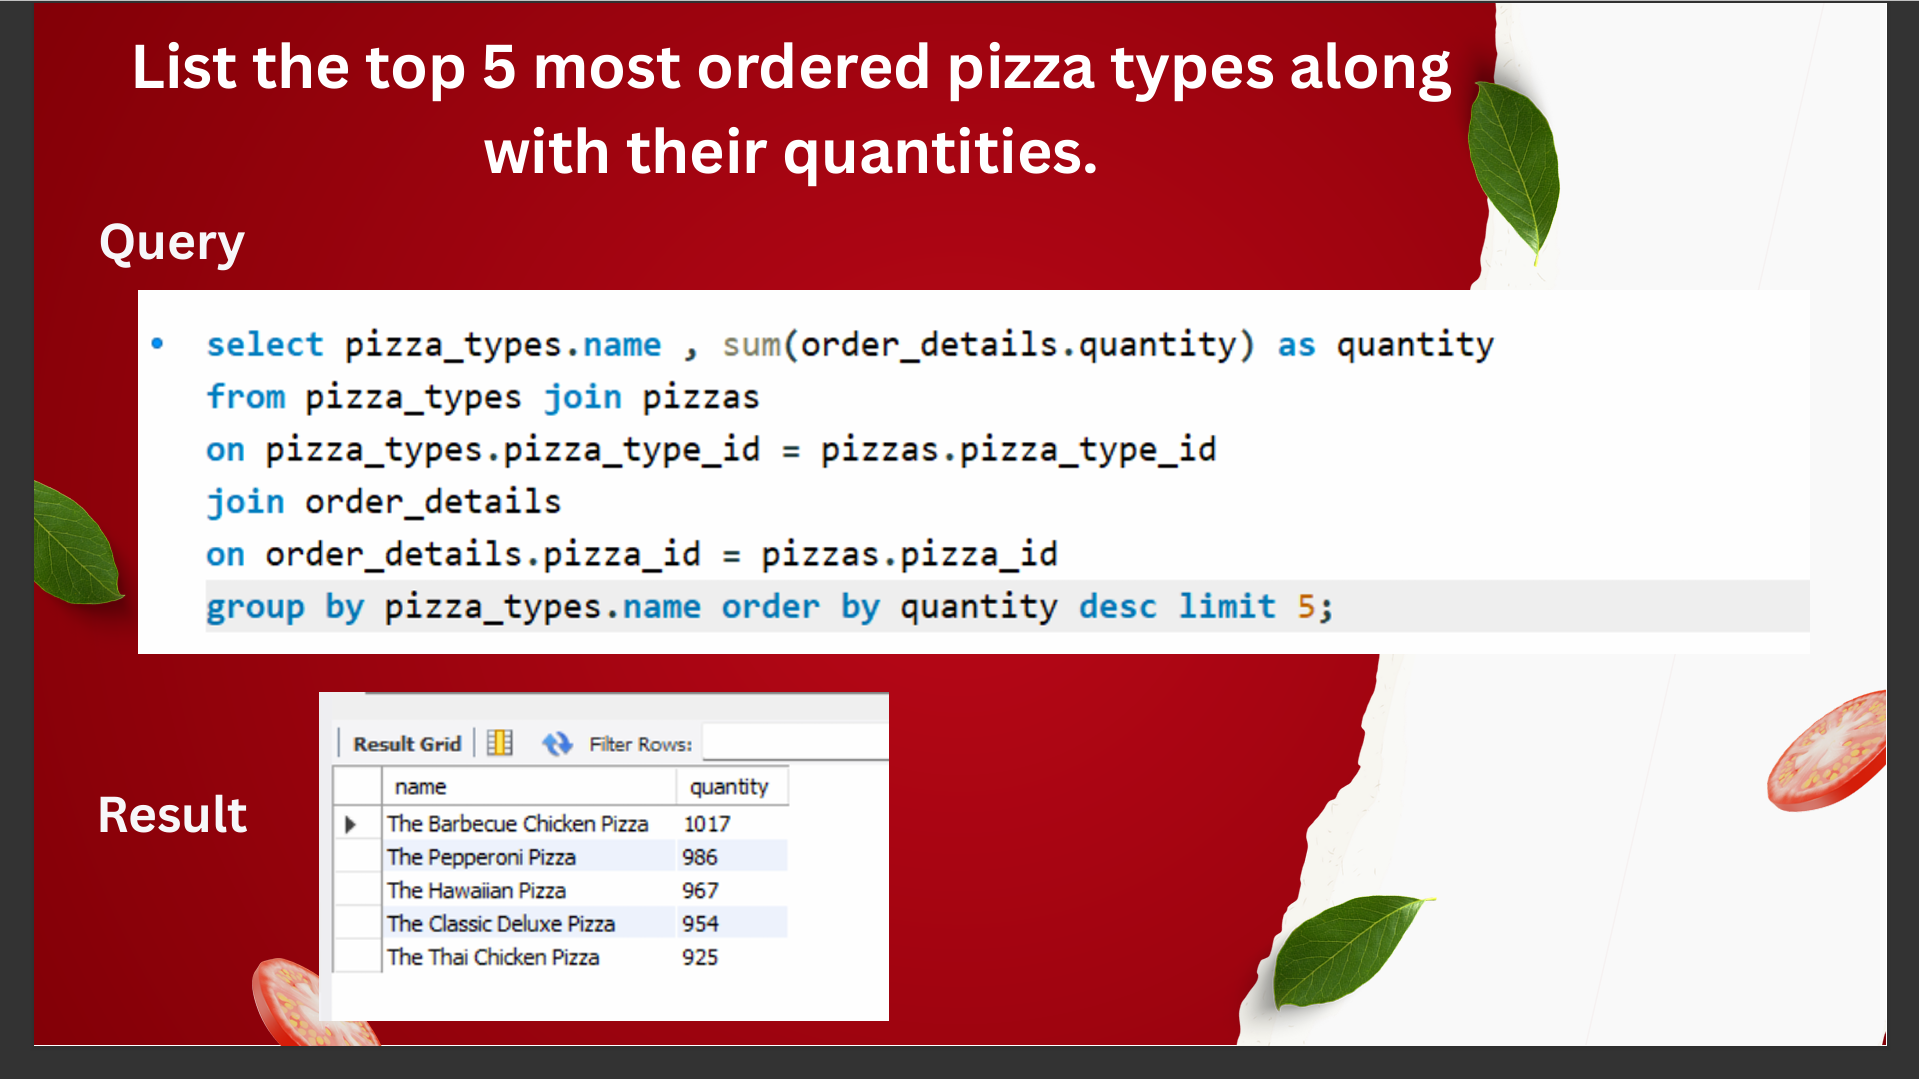 List the top 5 most ordered pizza types along
with their quantities.
Query
select pizza_types.name , sum(order_details.quantity) as quantity
from pizza_types join pizzas
on pizza_types.pizza_type_id = pizzas.pizza_type_id
join order_details
on order_details.pizza_id = pizzas.pizza_id
group by pizza_types.name order by quantity desc limit 5;
Result
Result Grid Filter Rows:
name quantity
The Barbecue Chicken Pizza 1017
The Pepperoni Pizza 986
The Hawaiian Pizza 967
The Classic Deluxe Pizza 954
The Thai Chicken Pizza 925